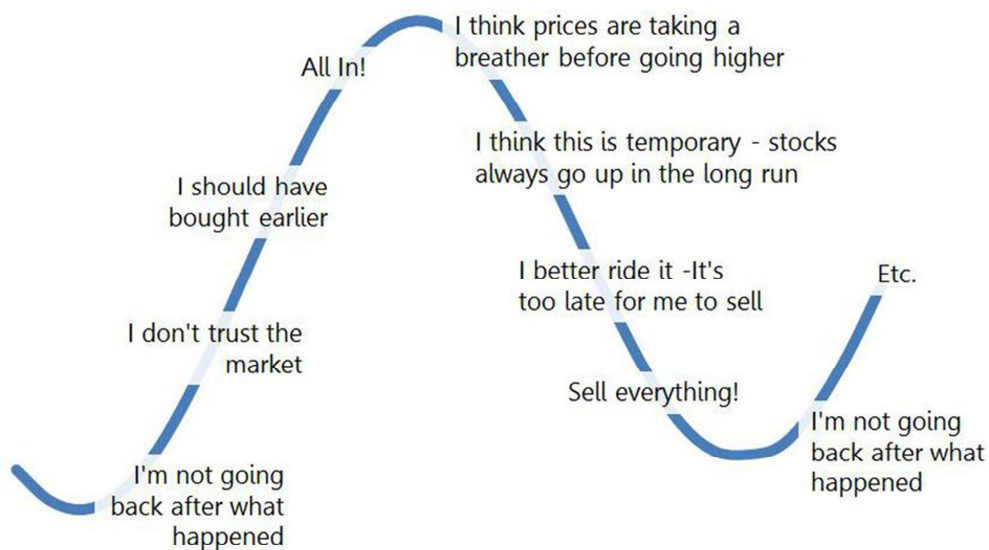 I think prices are taking a
breather before going higher
All In!
I think this is temporary - stocks
always go up in the long run
I should have
bought earlier
I better ride it -It's
too late for me to sell
Etc.
I don't trust the
market
Sell everything!
I'm not going
back after what
happened
I'm not going
back after what
happened